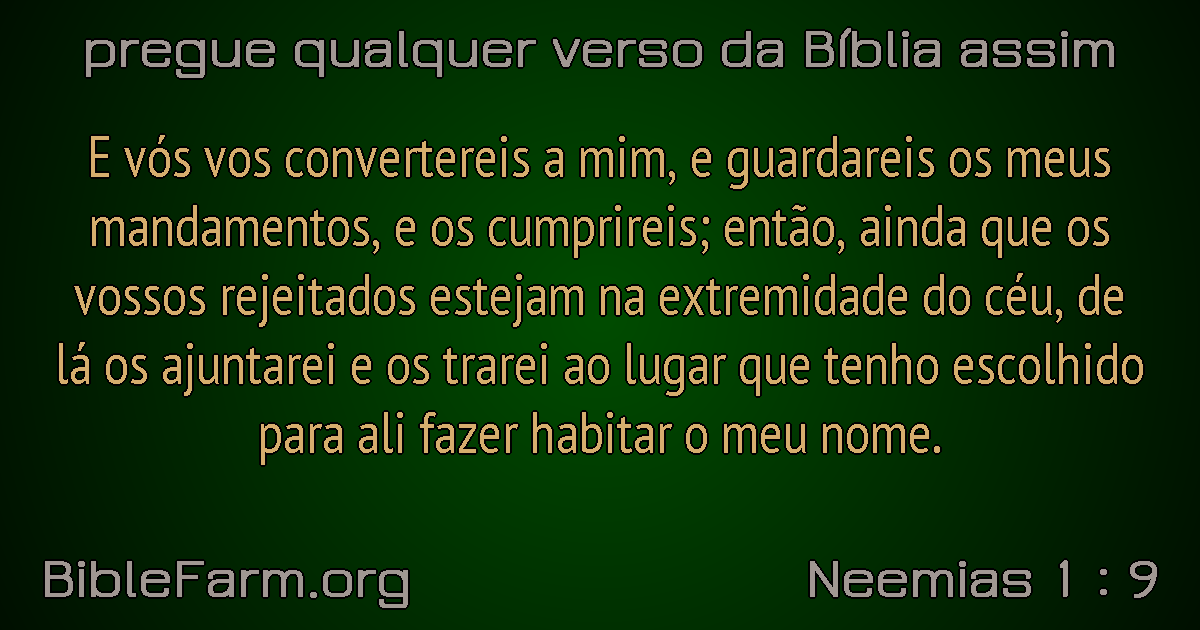 pregue qualquer verso da Bíblia assim
E vós vos convertereis a mim, e guardareis os meus
mandamentos, e os cumprireis; então, ainda que os
vossos rejeitados estejam na extremidade do céu, de
lá os ajuntarei e os trarei ao lugar que tenho escolhido
para ali fazer habitar o meu nome.
BibleFarm.org
Neemias 1 : 9